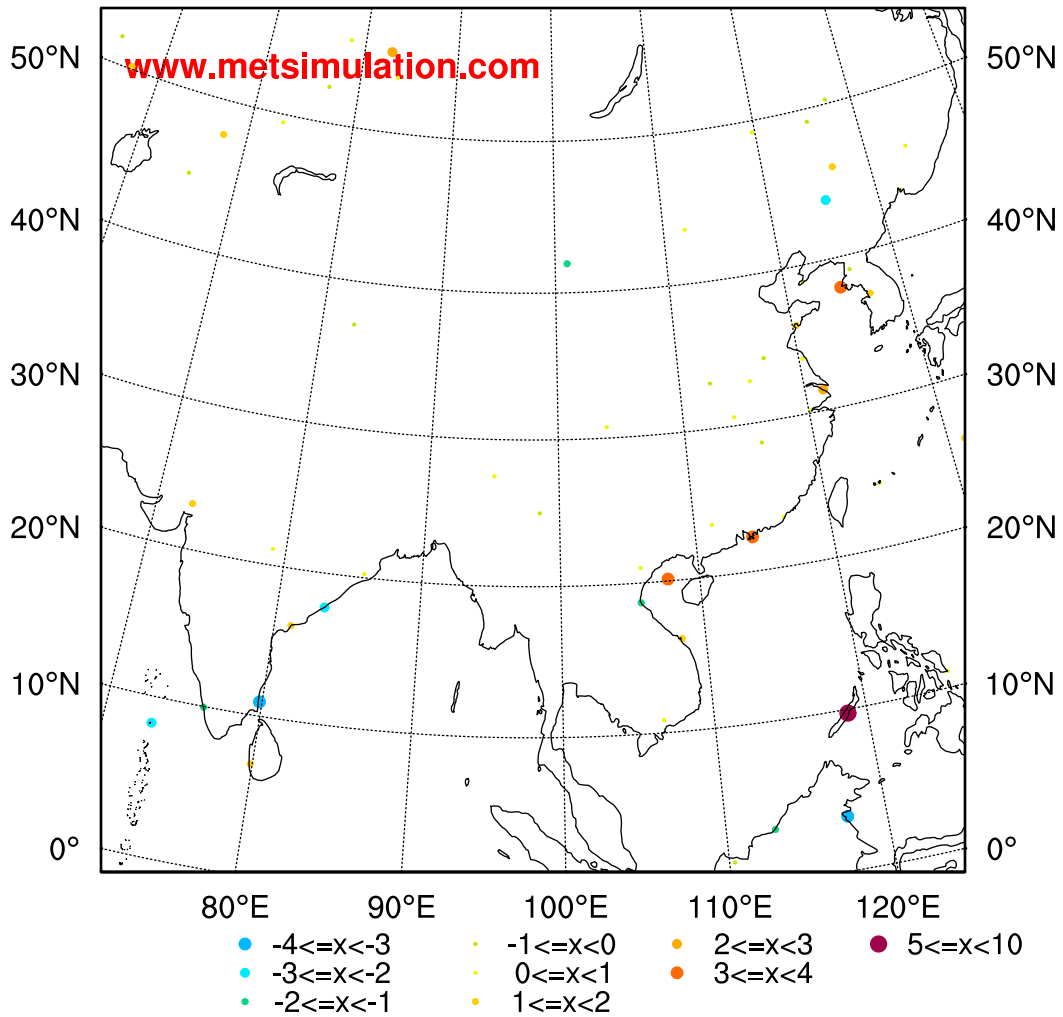 www.metsimulation.com
50°N 50°N
40°N 40°N
30°N 30°N
20°N 20°N
10°N 10°N
0° 0°
80°E 90°E 100°E 110°E 120°E
-4<=x<-3 -1<=x<0 2<=x<3 5<=x<10
-3<=x<-2 0<=x<1 3<=x<4
-2<=x<-1 1<=x<2